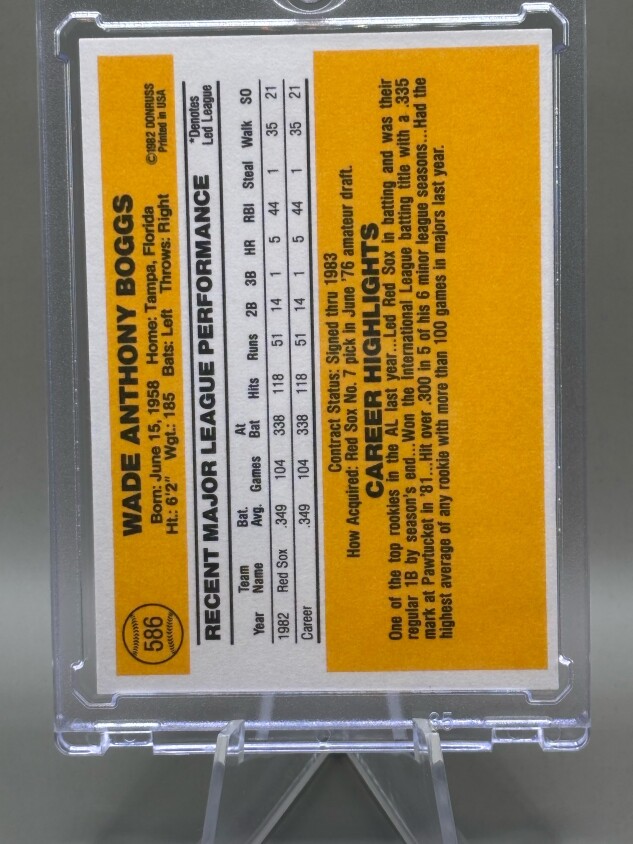 586
WADE ANTHONY BOGGS
Born: June 15, 1958 Home: Tampa, Florida
Ht.: 6'2" Wgt.: 185 Bats: Left Throws: Right
©1982 DONRUSS
Printed in USA
RECENT MAJOR LEAGUE PERFORMANCE
*Denotes
Led League
Year Team Name Bat. Avg. Games At Bat Hits Runs 2B 3B HR RBI Steal Walk SO
1982 Red Sox .349 104 338 118 51 14 1 5 44 1 35 21
Career .349 104 338 118 51 14 1 5 44 1 35 21
Contract Status: Signed thru 1983
How Acquired: Red Sox No. 7 pick in June '76 amateur draft.
CAREER HIGHLIGHTS
One of the top rookies in the AL last year...Led Red Sox in batting and was their
regular 1B by season's end...Won the International League batting title with a .335
mark at Pawtucket in '81...Hit over .300 in 5 of his 6 minor league seasons...Had the
highest average of any rookie with more than 100 games in majors last year.